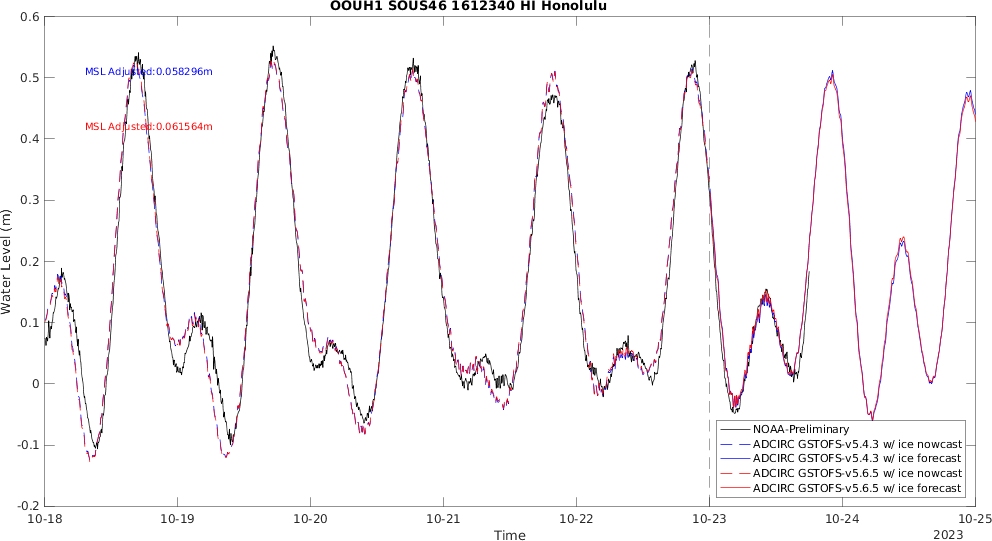 OOUH1 SOUS46 1612340 HI Honolulu
0.6
0.5
0.4
0.3
0.2
0.1
0
-0.1
-0.2
Water Level (m)
MSL Adjusted:0.058296m
MSL Adjusted:0.061564m
NOAA-Preliminary
ADCIRC GSTOFS-v5.4.3 w/ ice nowcast
ADCIRC GSTOFS-v5.4.3 w/ ice forecast
ADCIRC GSTOFS-v5.6.5 w/ ice nowcast
ADCIRC GSTOFS-v5.6.5 w/ ice forecast
10-18 10-19 10-20 10-21 10-22 10-23 10-24 10-25
Time
2023